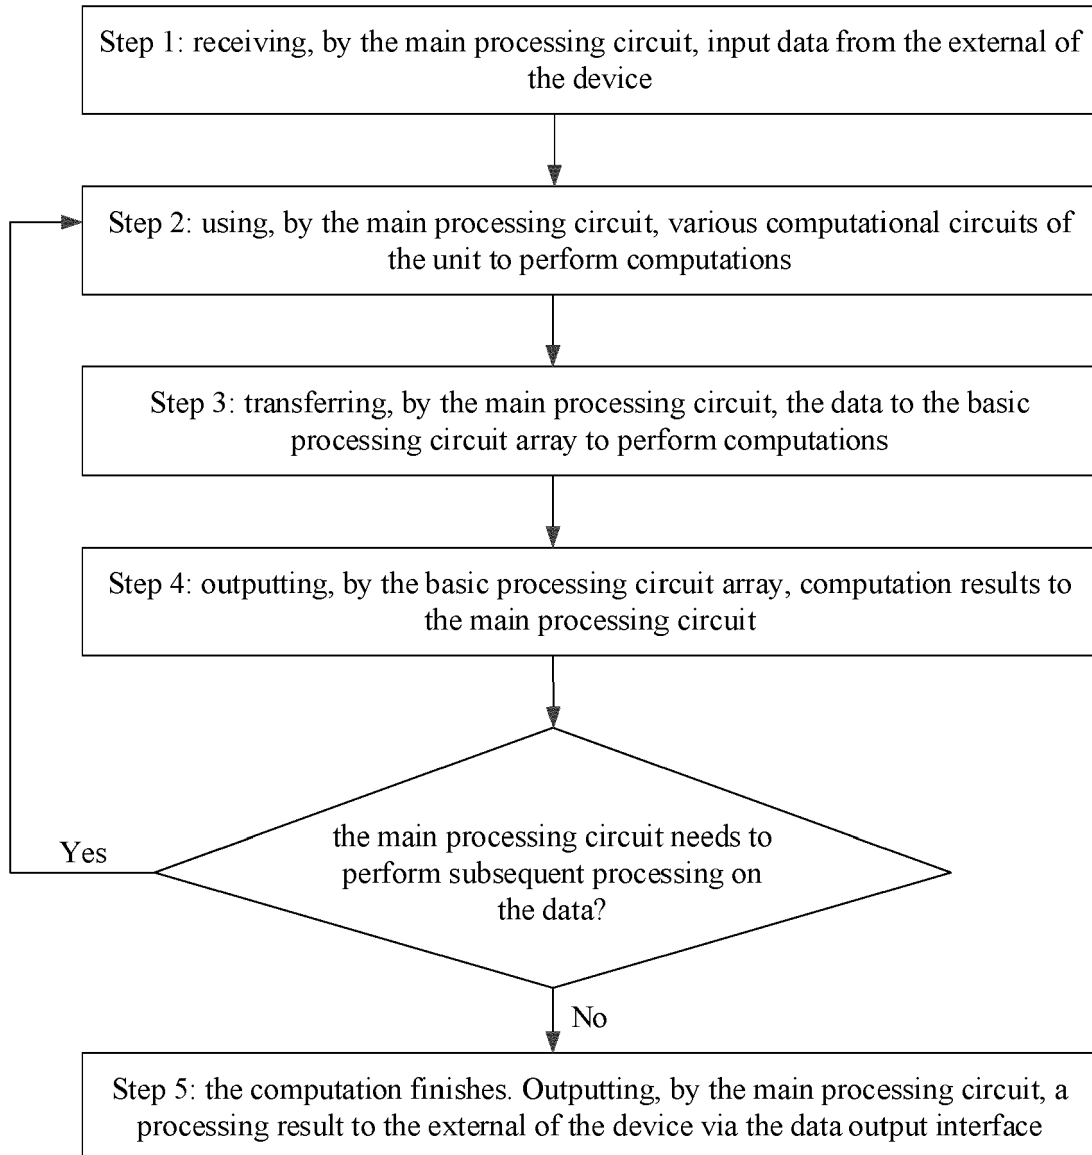 Step 1: receiving, by the main processing circuit, input data from the external of
the device
Step 2: using, by the main processing circuit, various computational circuits of
the unit to perform computations
Step 3: transferring, by the main processing circuit, the data to the basic
processing circuit array to perform computations
Step 4: outputting, by the basic processing circuit array, computation results to
the main processing circuit
the main processing circuit needs to
perform subsequent processing on
the data?
Yes
No
Step 5: the computation finishes. Outputting, by the main processing circuit, a
processing result to the external of the device via the data output interface